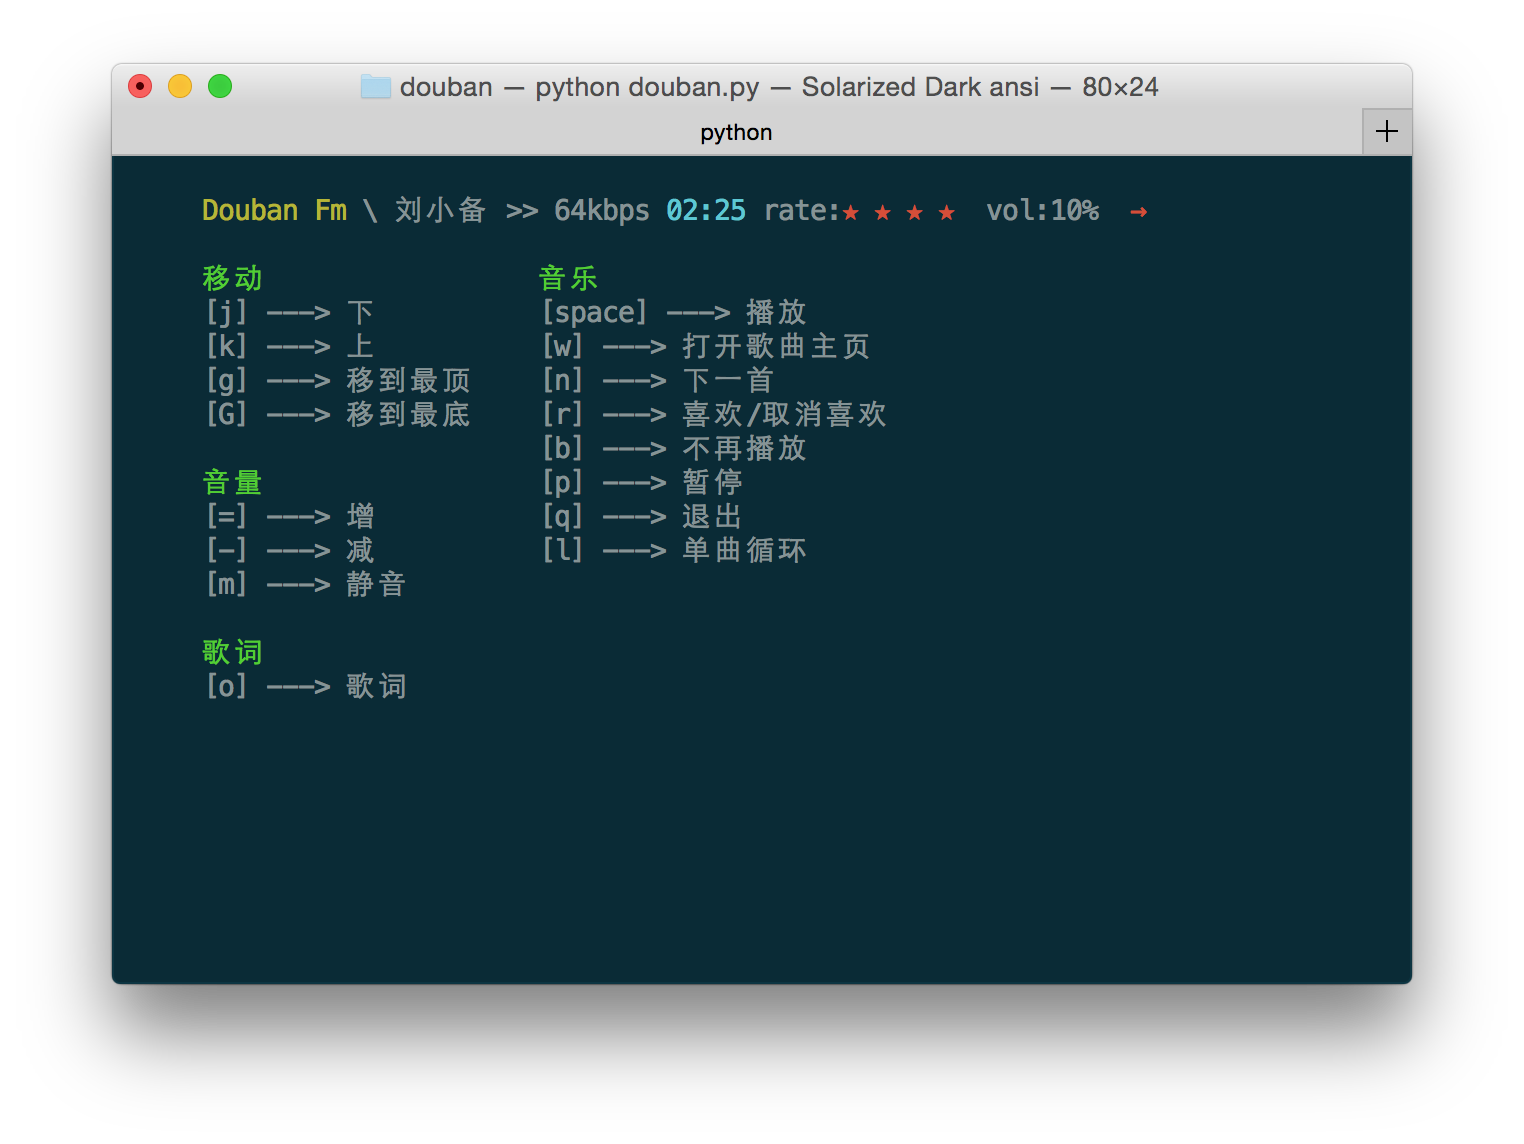 douban — python douban.py — Solarized Dark ansi — 80×24
python
+
Douban Fm \ 刘小备 >> 64kbps 02:25 rate:★ ★ ★ ★ vol:10% →
移动 音乐
[j] ———> 下 [space] ———> 播放
[k] ———> 上 [w] ———> 打开歌曲主页
[g] ———> 移到最顶 [n] ———> 下一首
[G] ———> 移到最底 [r] ———> 喜欢/取消喜欢
[b] ———> 不再播放
音量 [p] ———> 暂停
[=] ———> 增 [q] ———> 退出
[−] ———> 减 [l] ———> 单曲循环
[m] ———> 静音
歌词
[o] ———> 歌词